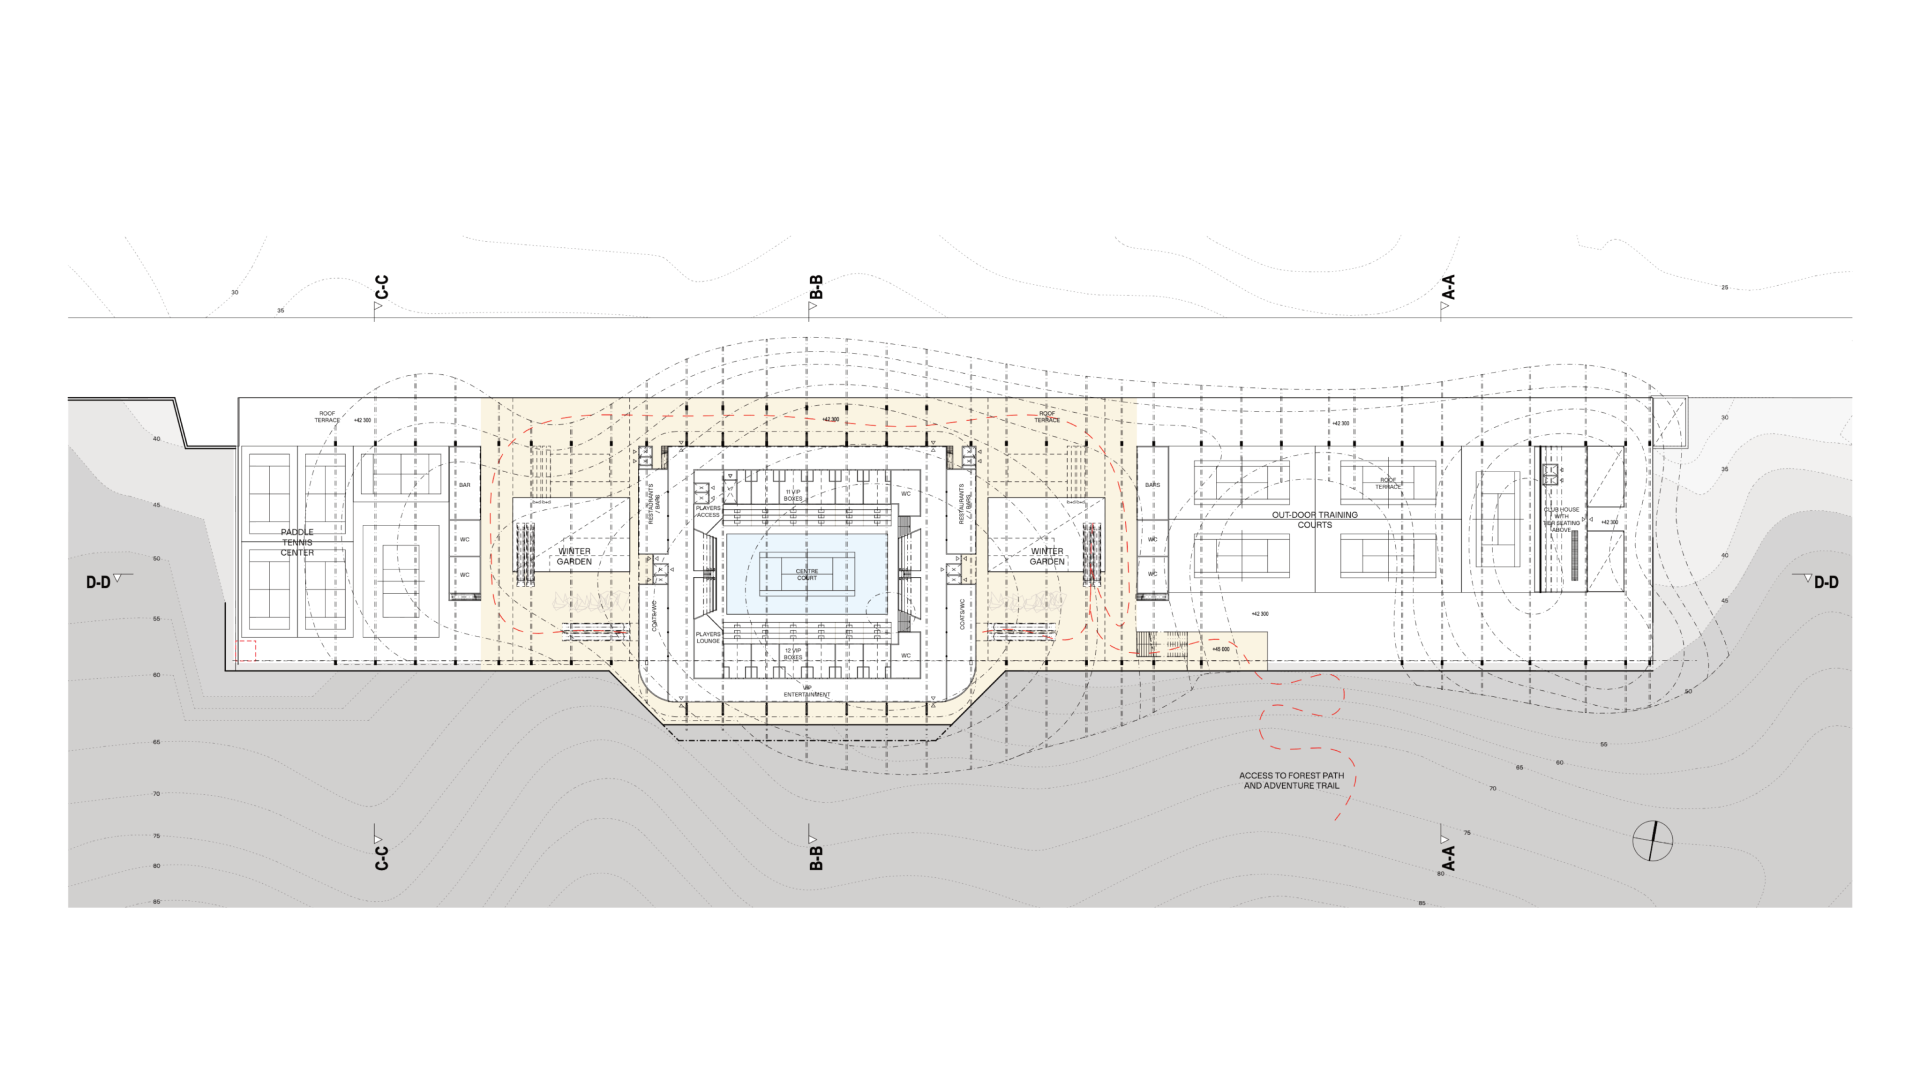 C-C
B-B
A-A
30
35
25
ROOF
TERRACE
+42 300
+42 300
ROOF
TERRACE
+42 300
30
40
35
BAR
RESTAURANTS
/ BARS
11 VIP
BOXES
WC
RESTAURANTS
/ BARS
BARS
ROOF
TERRACE
45
PLAYERS
ACCESS
OUT-DOOR TRAINING
COURTS
CLUB HOUSE
WITH
TIER SEATING
ABOVE
+42 300
PADDLE
TENNIS
CENTER
WC
WC
50
WINTER
GARDEN
WINTER
GARDEN
40
CENTRE
COURT
WC
WC
D-D
D-D
45
55
COATS/WC
COATS/WC
+42 300
PLAYERS
LOUNGE
12 VIP
BOXES
WC
+45 000
60
VIP
ENTERTAINMENT
50
65
55
60
65
ACCESS TO FOREST PATH
AND ADVENTURE TRAIL
70
70
75
75
C-C
B-B
A-A
80
80
85
85